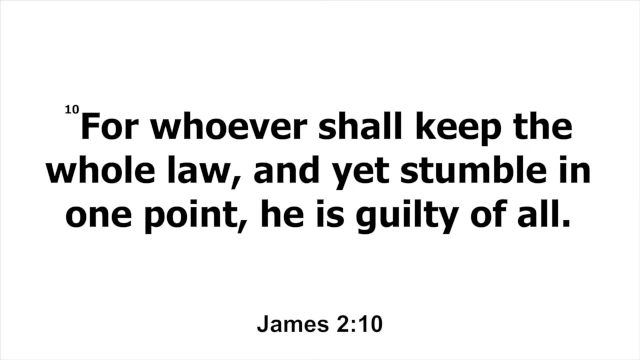 10For whoever shall keep the
whole law, and yet stumble in
one point, he is guilty of all.
James 2:10